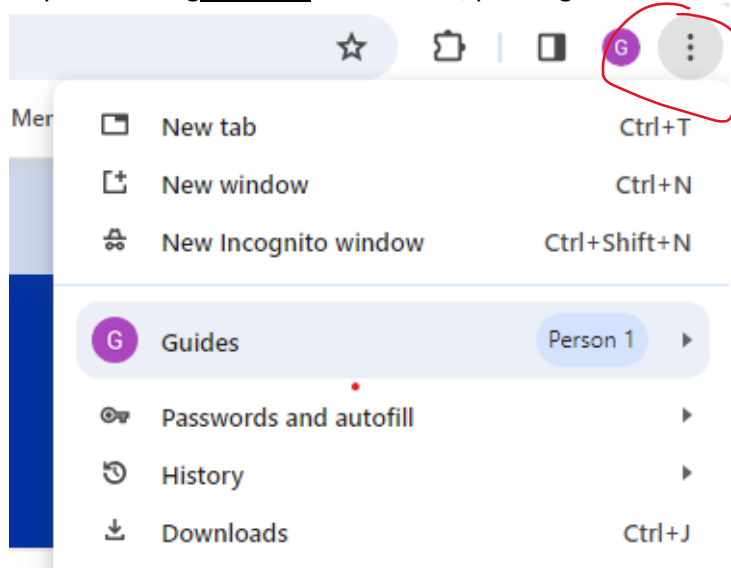 G
Mer
New tab Ctrl+T
New window Ctrl+N
New Incognito window Ctrl+Shift+N
G Guides Person 1
Passwords and autofill
History
Downloads Ctrl+J